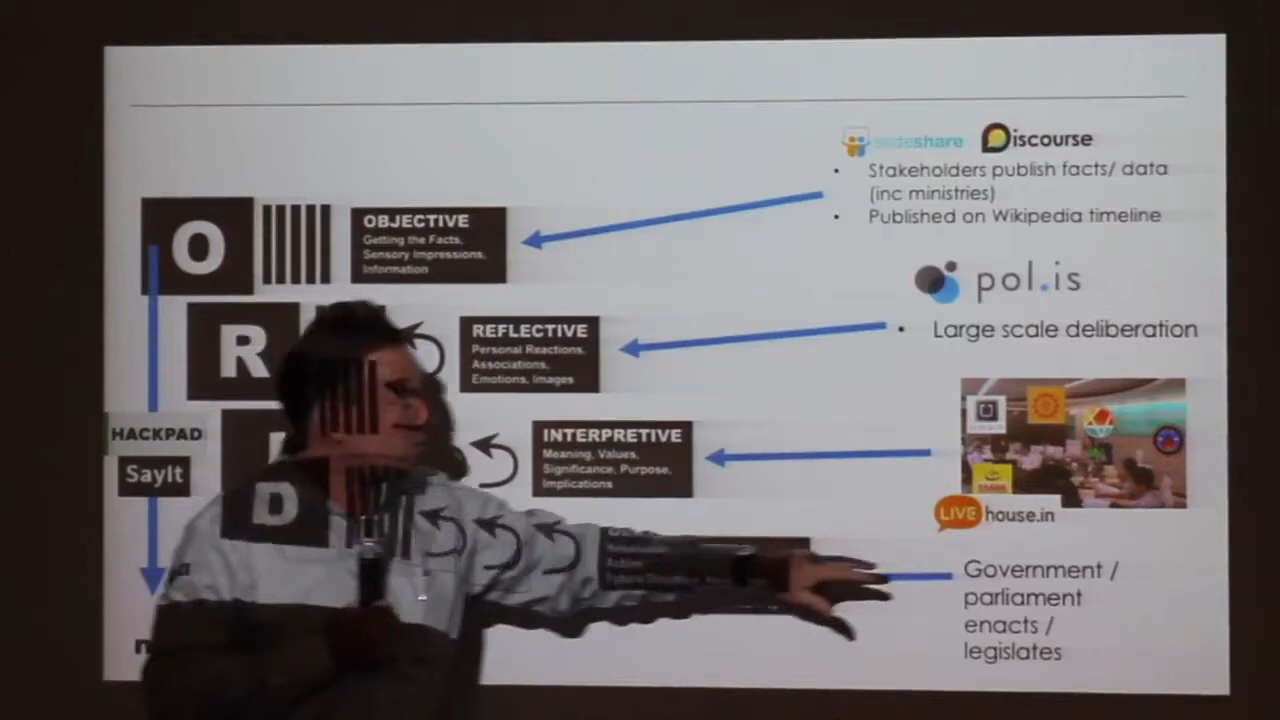 slideshare Discourse
• Stakeholders publish facts/ data
(inc ministries)
• Published on Wikipedia timeline
O
OBJECTIVE
Getting the Facts,
Sensory Impressions,
Information
pol.is
• Large scale deliberation
R
REFLECTIVE
Personal Reactions,
Associations,
Emotions, Images
HACKPAD
SayIt
INTERPRETIVE
Meaning, Values,
Significance, Purpose,
Implications
LIVE house.in
D
Government /
parliament
enacts /
legislates